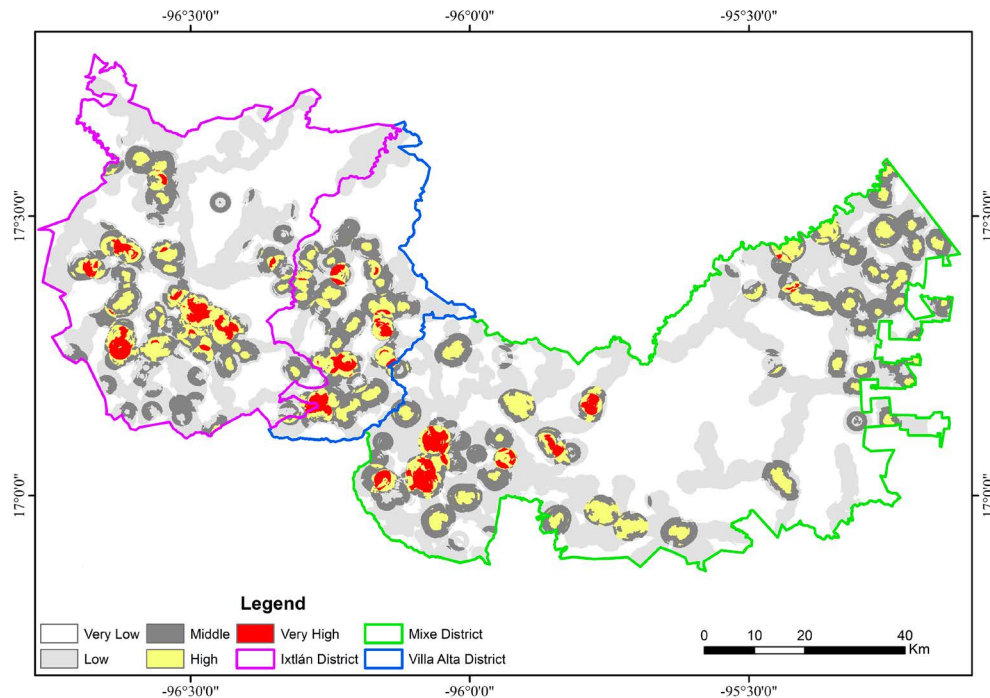 -96°30'0" -96°0'0" -95°30'0"
17°30'0" 17°30'0"
17°0'0" 17°0'0"
Legend
Very Low Middle Very High Mixe District
Low High Ixtlán District Villa Alta District
0 10 20 40
Km
-96°30'0" -96°0'0" -95°30'0"